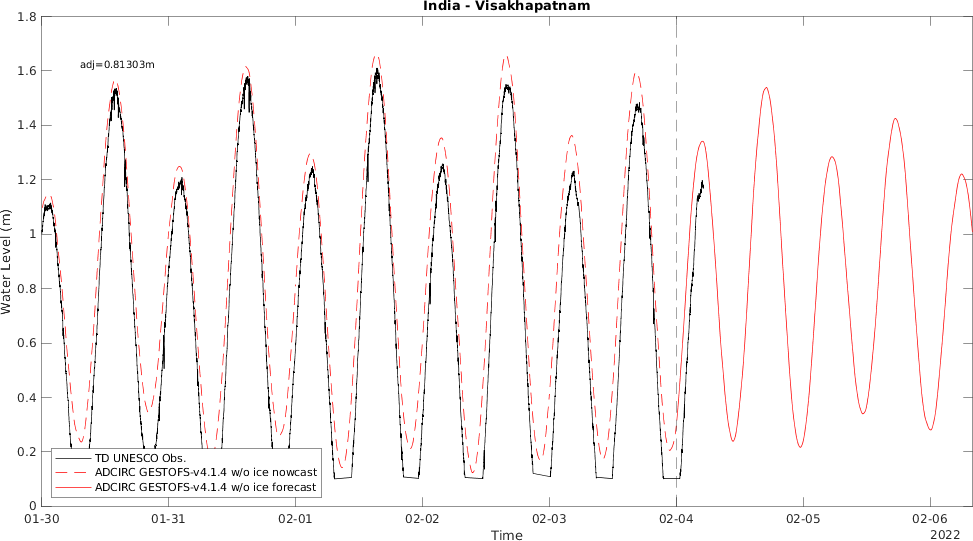 India - Visakhapatnam
1.8
adj=0.81303m
1.6
1.4
1.2
1
0.8
0.6
0.4
0.2
0
Water Level (m)
TD UNESCO Obs.
ADCIRC GESTOFS-v4.1.4 w/o ice nowcast
ADCIRC GESTOFS-v4.1.4 w/o ice forecast
01-30 01-31 02-01 02-02 02-03 02-04 02-05 02-06
Time
2022